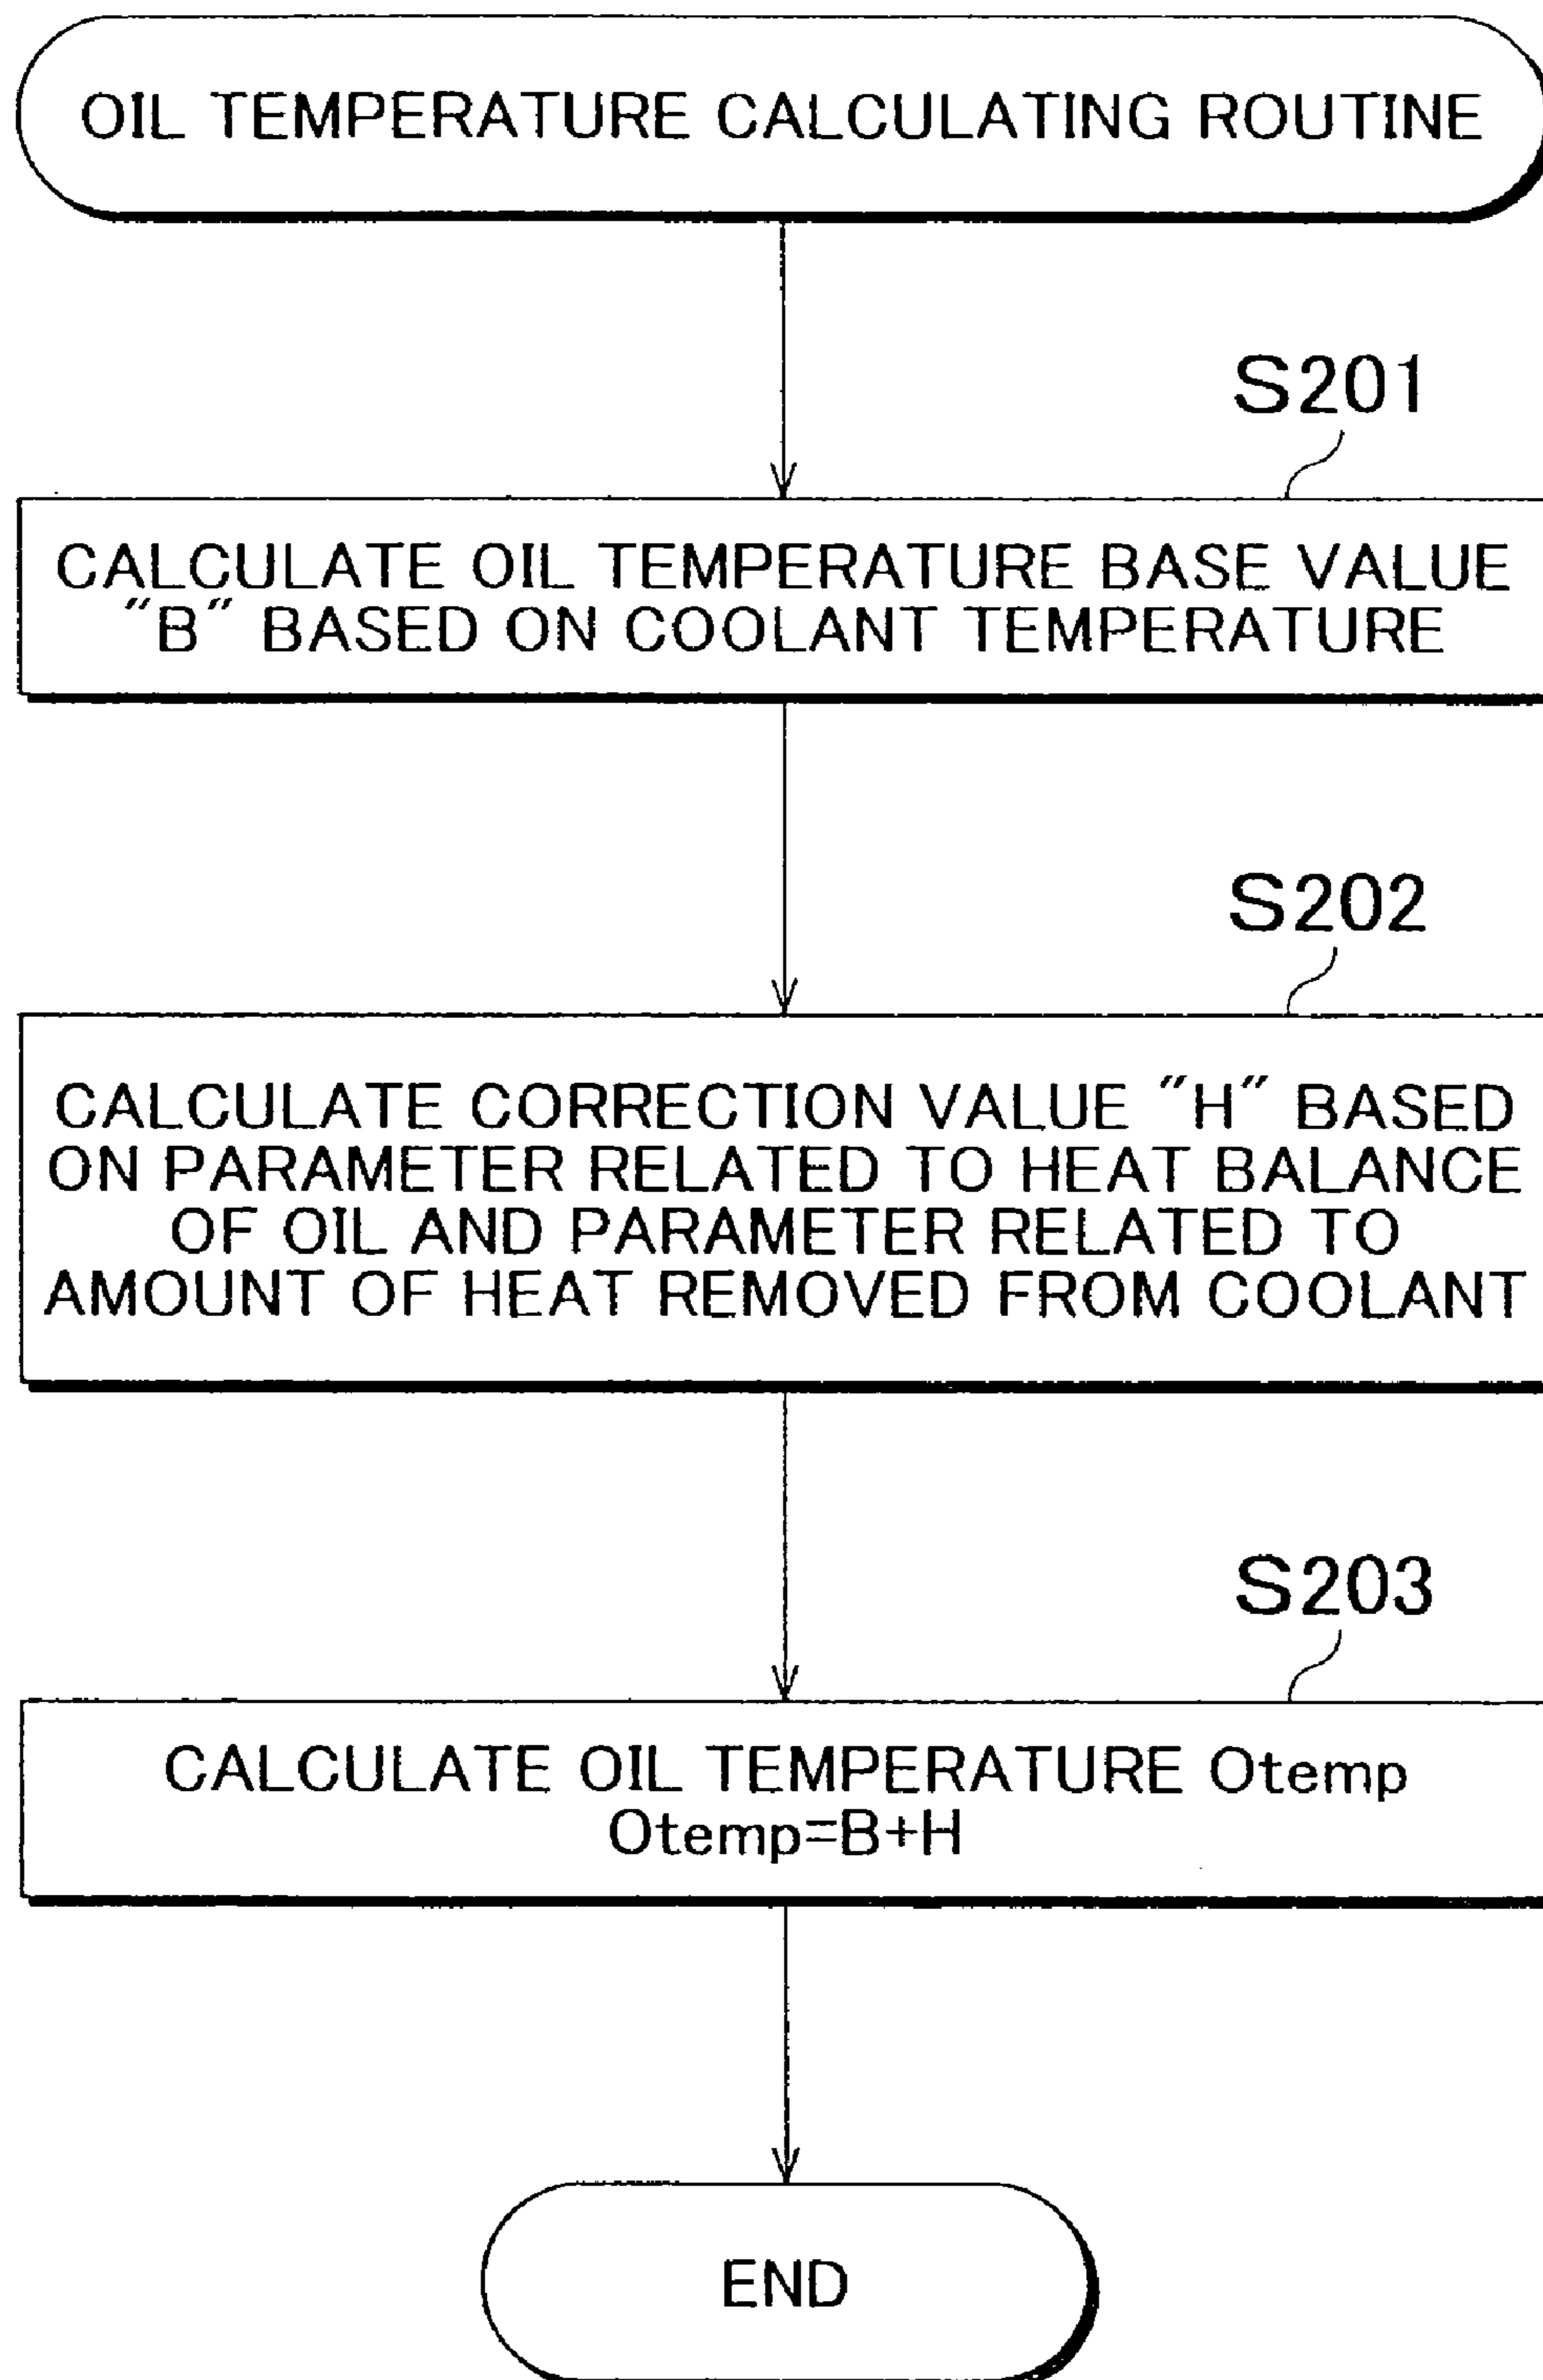 OIL TEMPERATURE CALCULATING ROUTINE
S201
CALCULATE OIL TEMPERATURE BASE VALUE
"B" BASED ON COOLANT TEMPERATURE
S202
CALCULATE CORRECTION VALUE "H" BASED
ON PARAMETER RELATED TO HEAT BALANCE
OF OIL AND PARAMETER RELATED TO
AMOUNT OF HEAT REMOVED FROM COOLANT
S203
CALCULATE OIL TEMPERATURE Otemp
Otemp=B+H
END